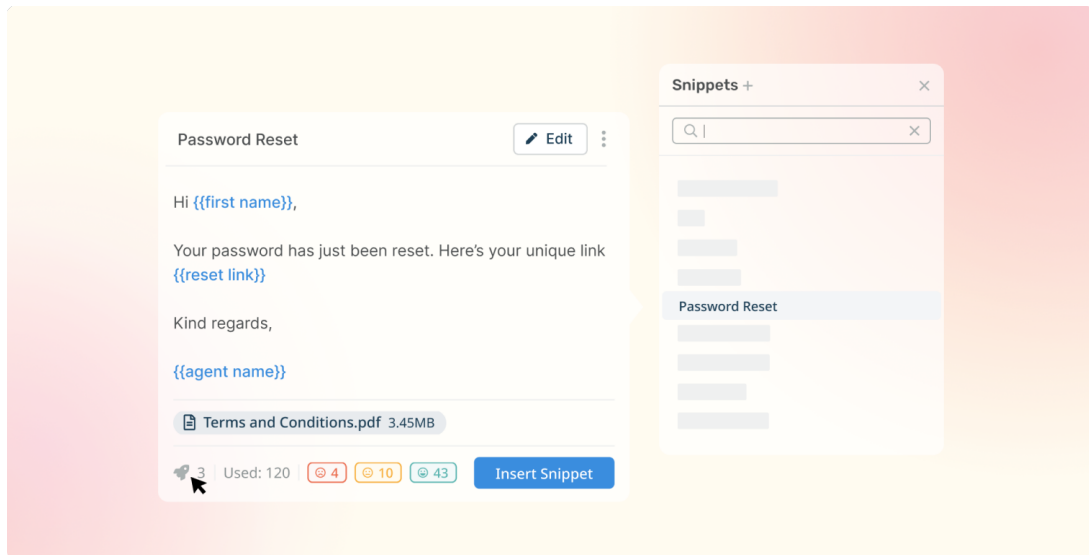 Snippets +
Password Reset
Edit
Hi {{first name}},
Your password has just been reset. Here’s your unique link
{{reset link}}
Kind regards,
{{agent name}}
Terms and Conditions.pdf 3.45MB
3 Used: 120 4 10 43 Insert Snippet
Password Reset